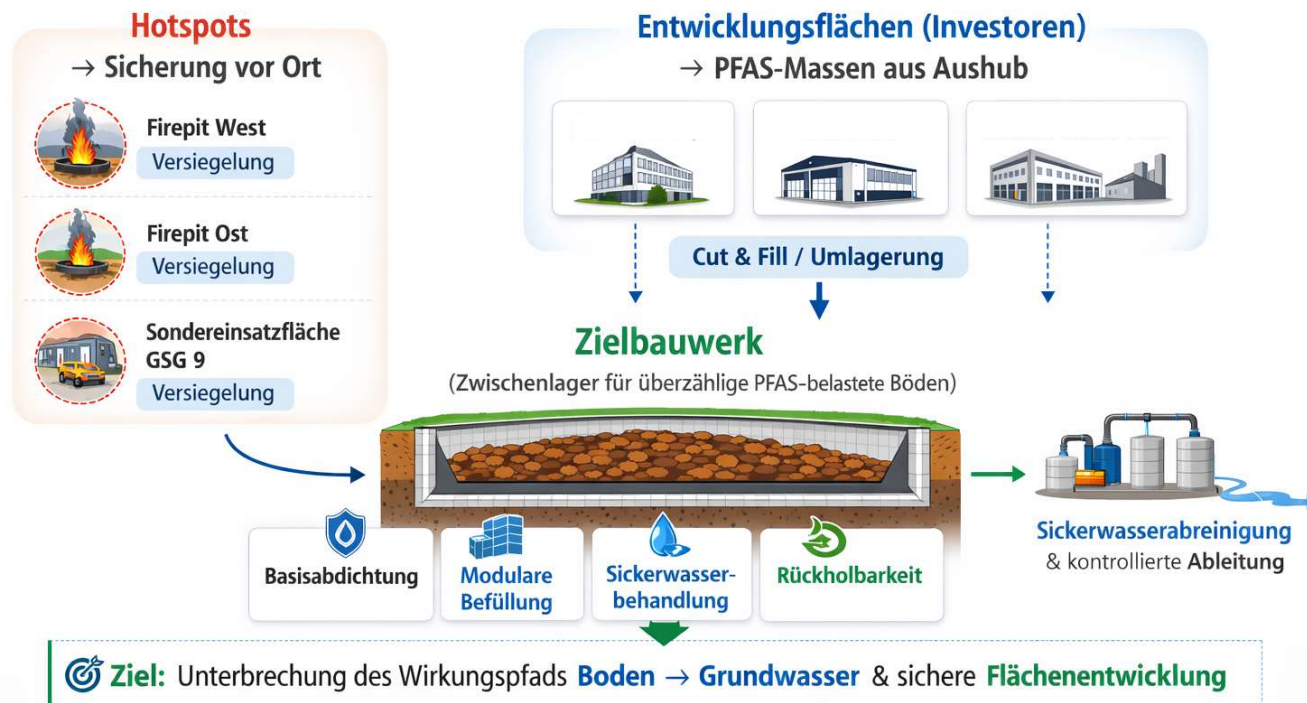 Hotspots
→ Sicherung vor Ort
Firepit West
Versiegelung
Firepit Ost
Versiegelung
Sondereinsatzfläche
GSG 9
Versiegelung
Entwicklungsflächen (Investoren)
→ PFAS-Massen aus Aushub
Cut & Fill / Umlagerung
Zielbauwerk
(Zwischenlager für überzählige PFAS-belastete Böden)
Basisabdichtung
Modulare
Befüllung
Sickerwasser-
behandlung
Rückholbarkeit
Sickerwasserabreinigung
& kontrollierte Ableitung
Ziel: Unterbrechung des Wirkungspfads Boden → Grundwasser & sichere Flächenentwicklung